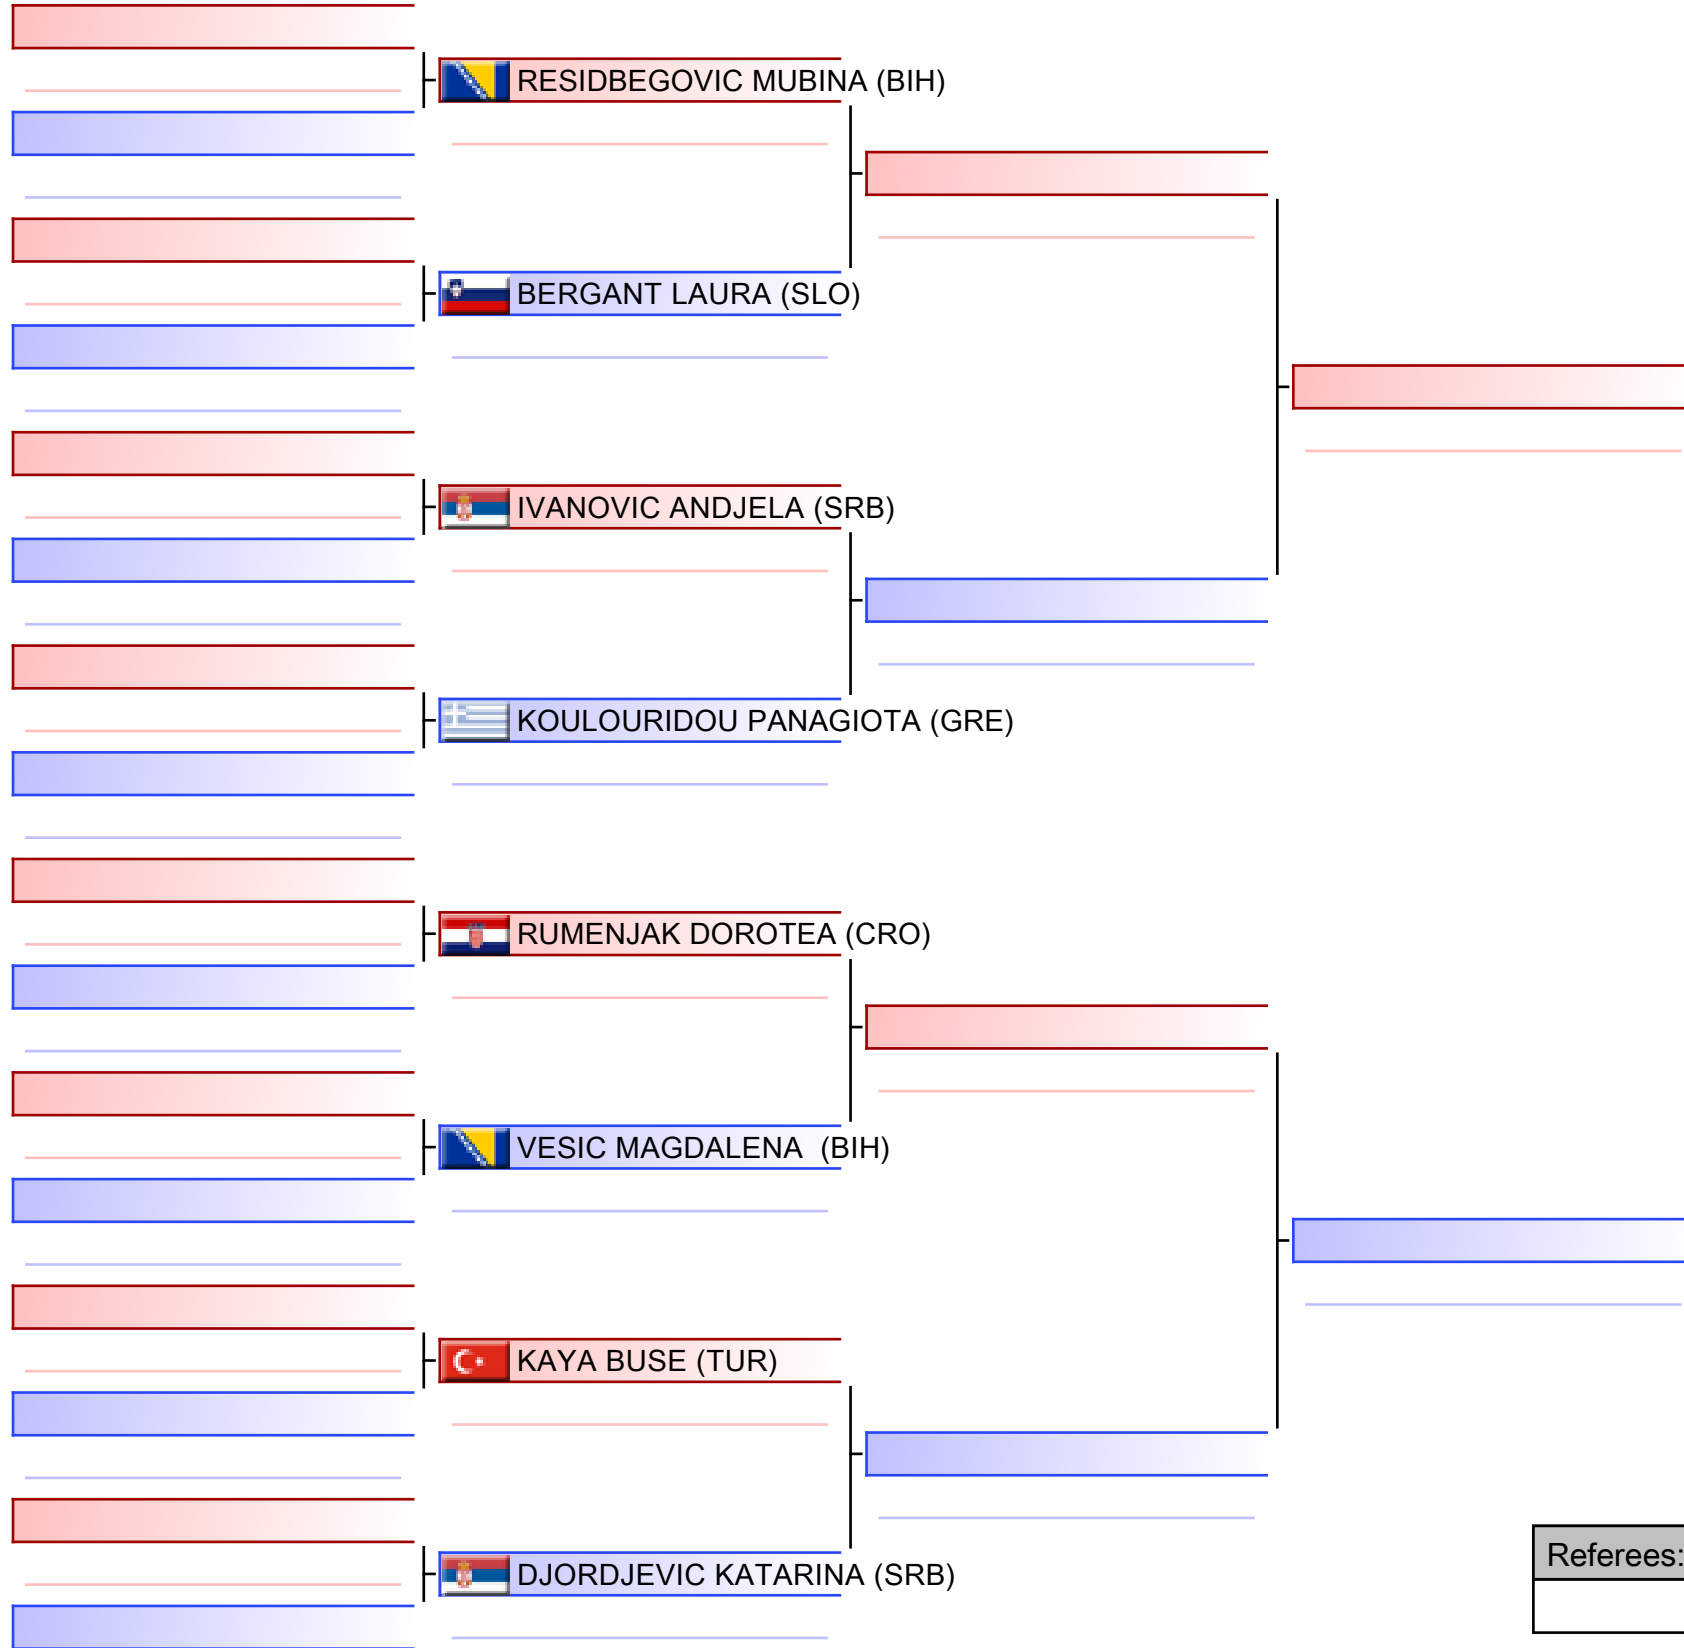 RESIDBEGOVIC MUBINA (BIH)
BERGANT LAURA (SLO)
IVANOVIC ANDJELA (SRB)
KOULOURIDOU PANAGIOTA (GRE)
RUMENJAK DOROTEA (CRO)
VESIC MAGDALENA (BIH)
KAYA BUSE (TUR)
DJORDJEVIC KATARINA (SRB)
Referees: